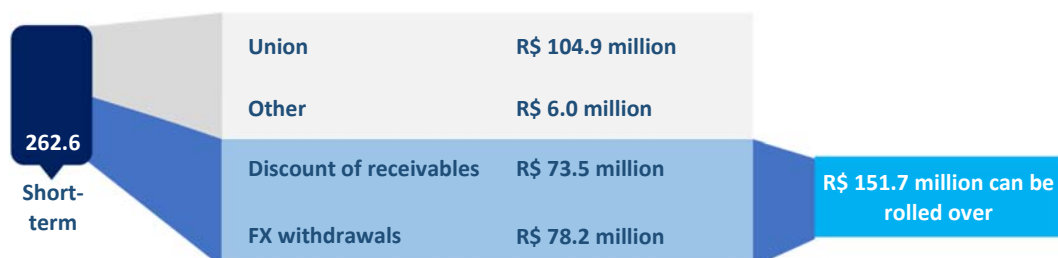 262.6
Short-
term
Union R$ 104.9 million
Other R$ 6.0 million
Discount of receivables R$ 73.5 million
FX withdrawals R$ 78.2 million
R$ 151.7 million can be
rolled over